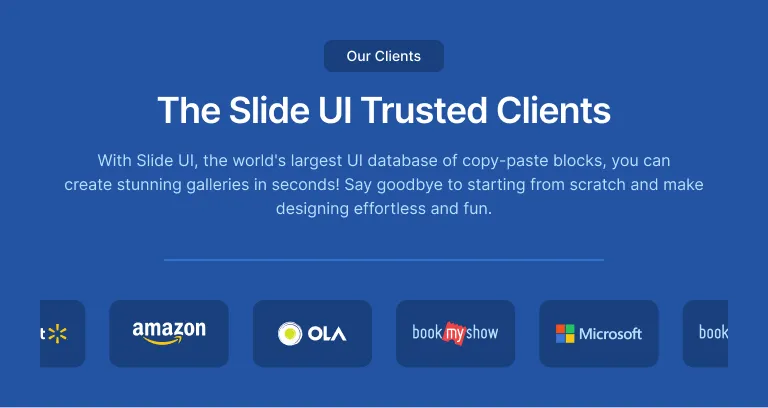 Our Clients
The Slide UI Trusted Clients
With Slide UI, the world's largest UI database of copy-paste blocks, you can
create stunning galleries in seconds! Say goodbye to starting from scratch and make
designing effortless and fun.
t
amazon
OLA
book my show
Microsoft
book